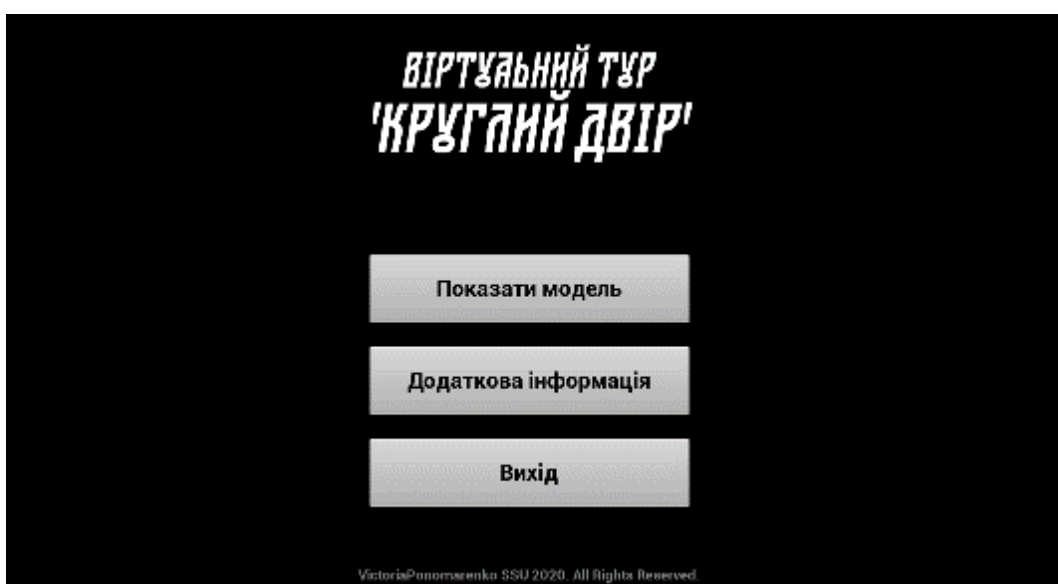 ВІРТУАЛЬНИЙ ТУР
'КРУГЛИЙ ДВІР'
Показати модель
Додаткова інформація
Вихід
VictoriaPonomarenko SSU 2020. All Rights Reserved.